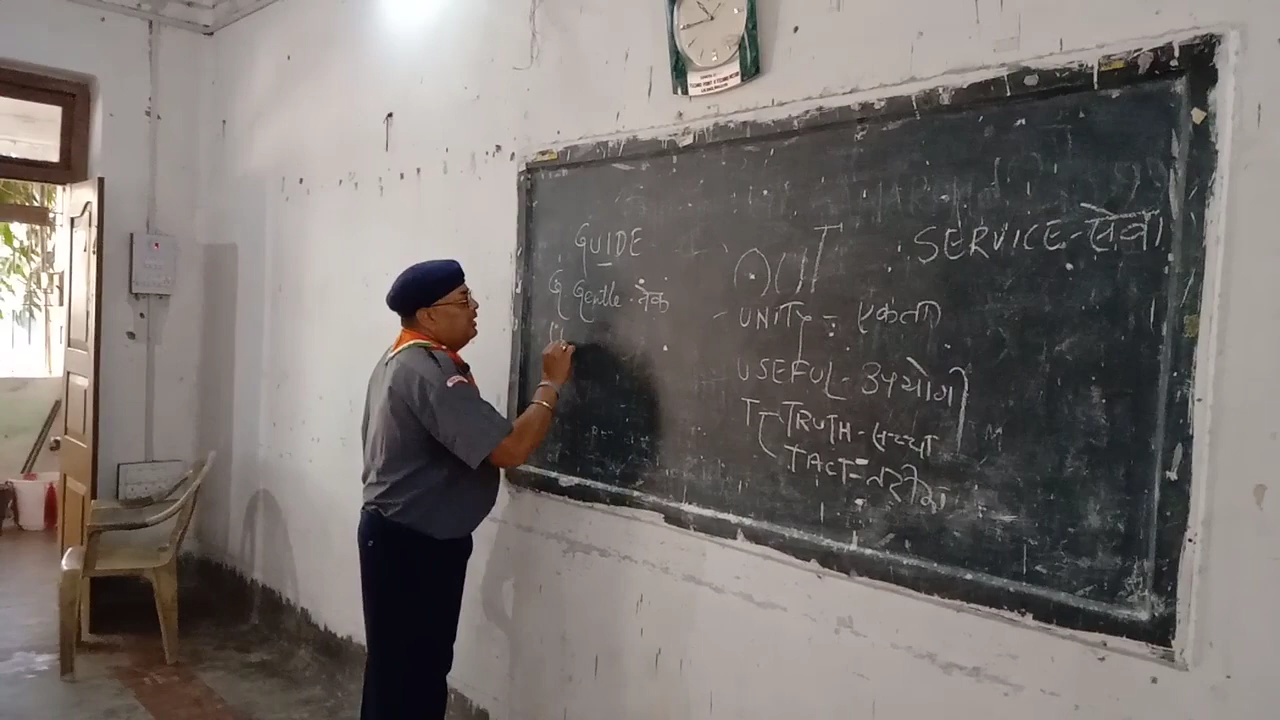 GUIDE
G Gentle - नेक
U
OUT
UNITY - एकता
USEFUL - उपयोगी
T - TRUTH - सच्चा
TACT - तरीका
SERVICE - सेवा